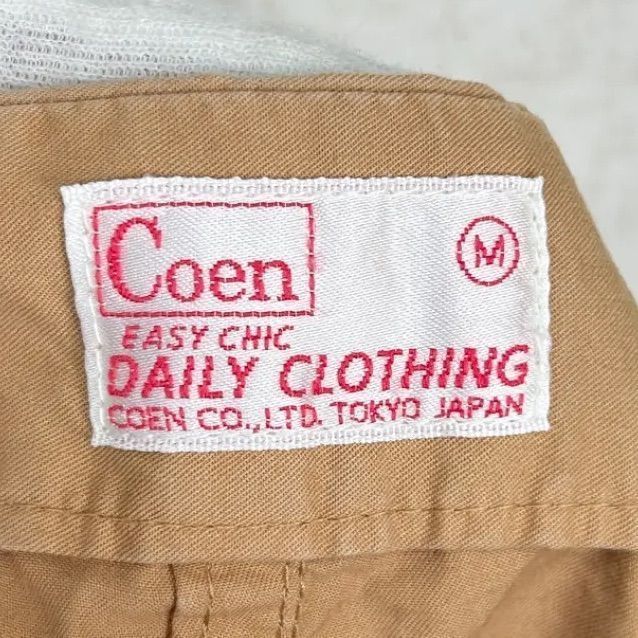 Coen
M
EASY CHIC
DAILY CLOTHING
COEN CO.,LTD. TOKYO JAPAN